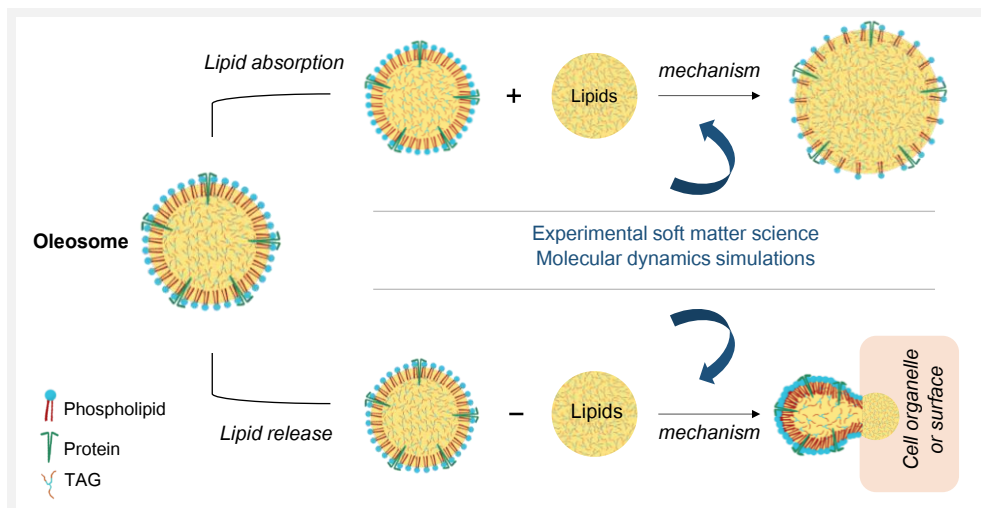 Lipid absorption
+
Lipids
mechanism
Oleosome
Experimental soft matter science
Molecular dynamics simulations
Phospholipid
Protein
TAG
Lipid release
−
Lipids
mechanism
Cell organelle
or surface